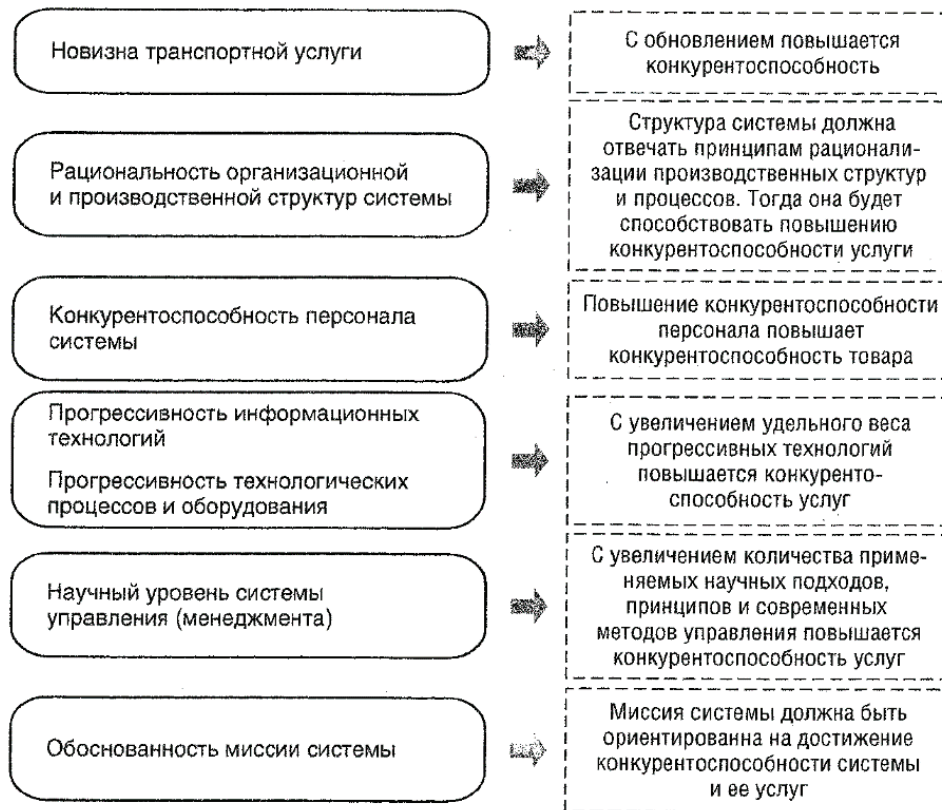 Новизна транспортной услуги
С обновлением повышается
конкурентоспособность
Рациональность организационной
и производственной структур системы
Структура системы должна
отвечать принципам рационали-
зации производственных структур
и процессов. Тогда она будет
способствовать повышению
конкурентоспособности услуги
Конкурентоспособность персонала
системы
Повышение конкурентоспособности
персонала повышает
конкурентоспособность товара
Прогрессивность информационных
технологий
Прогрессивность технологических
процессов и оборудования
С увеличением удельного веса
прогрессивных технологий
повышается конкуренто-
способность услуг
Научный уровень системы
управления (менеджмента)
С увеличением количества приме-
няемых научных подходов,
принципов и современных
методов управления повышается
конкурентоспособность услуг
Обоснованность миссии системы
Миссия системы должна быть
ориентированна на достижение
конкурентоспособности системы
и ее услуг